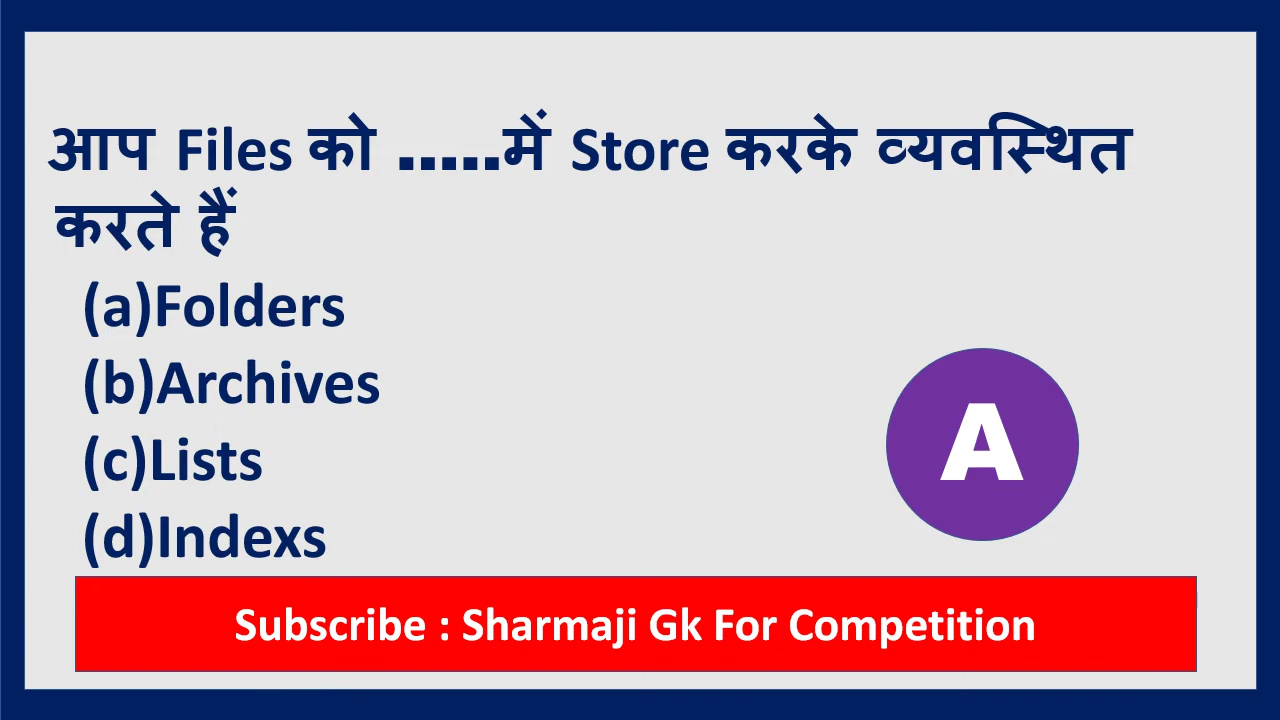 आप Files को .....में Store करके व्यवस्थित
करते हैं
(a)Folders
(b)Archives
(c)Lists
(d)Indexs
A
Subscribe : Sharmaji Gk For Competition